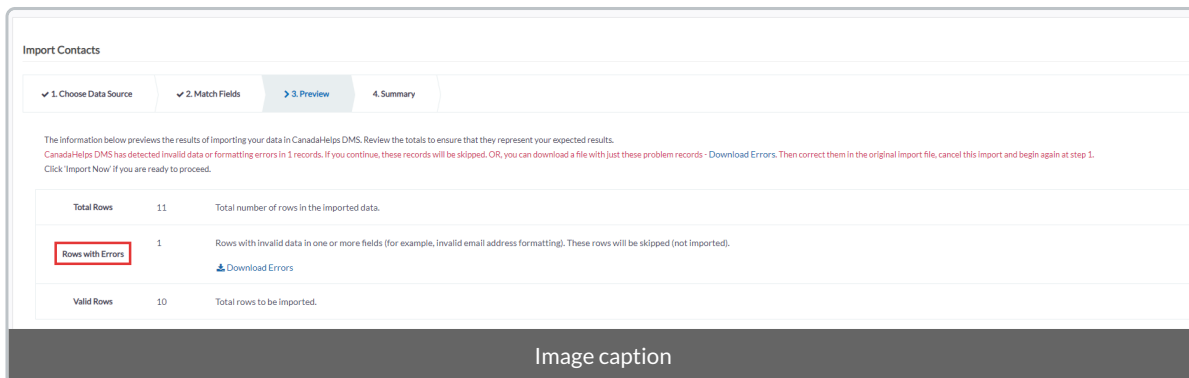 Import Contacts
1. Choose Data Source
2. Match Fields
3. Preview
4. Summary
The information below previews the results of importing your data in CanadaHelps DMS. Review the totals to ensure that they represent your expected results.
CanadaHelps DMS has detected invalid data or formatting errors in 1 records. If you continue, these records will be skipped. OR, you can download a file with just these problem records - Download Errors. Then correct them in the original import file, cancel this import and begin again at step 1.
Click 'Import Now' if you are ready to proceed.
Total Rows 11 Total number of rows in the imported data.
Rows with Errors 1 Rows with invalid data in one or more fields (for example, invalid email address formatting). These rows will be skipped (not imported).
Download Errors
Valid Rows 10 Total rows to be imported.
Image caption